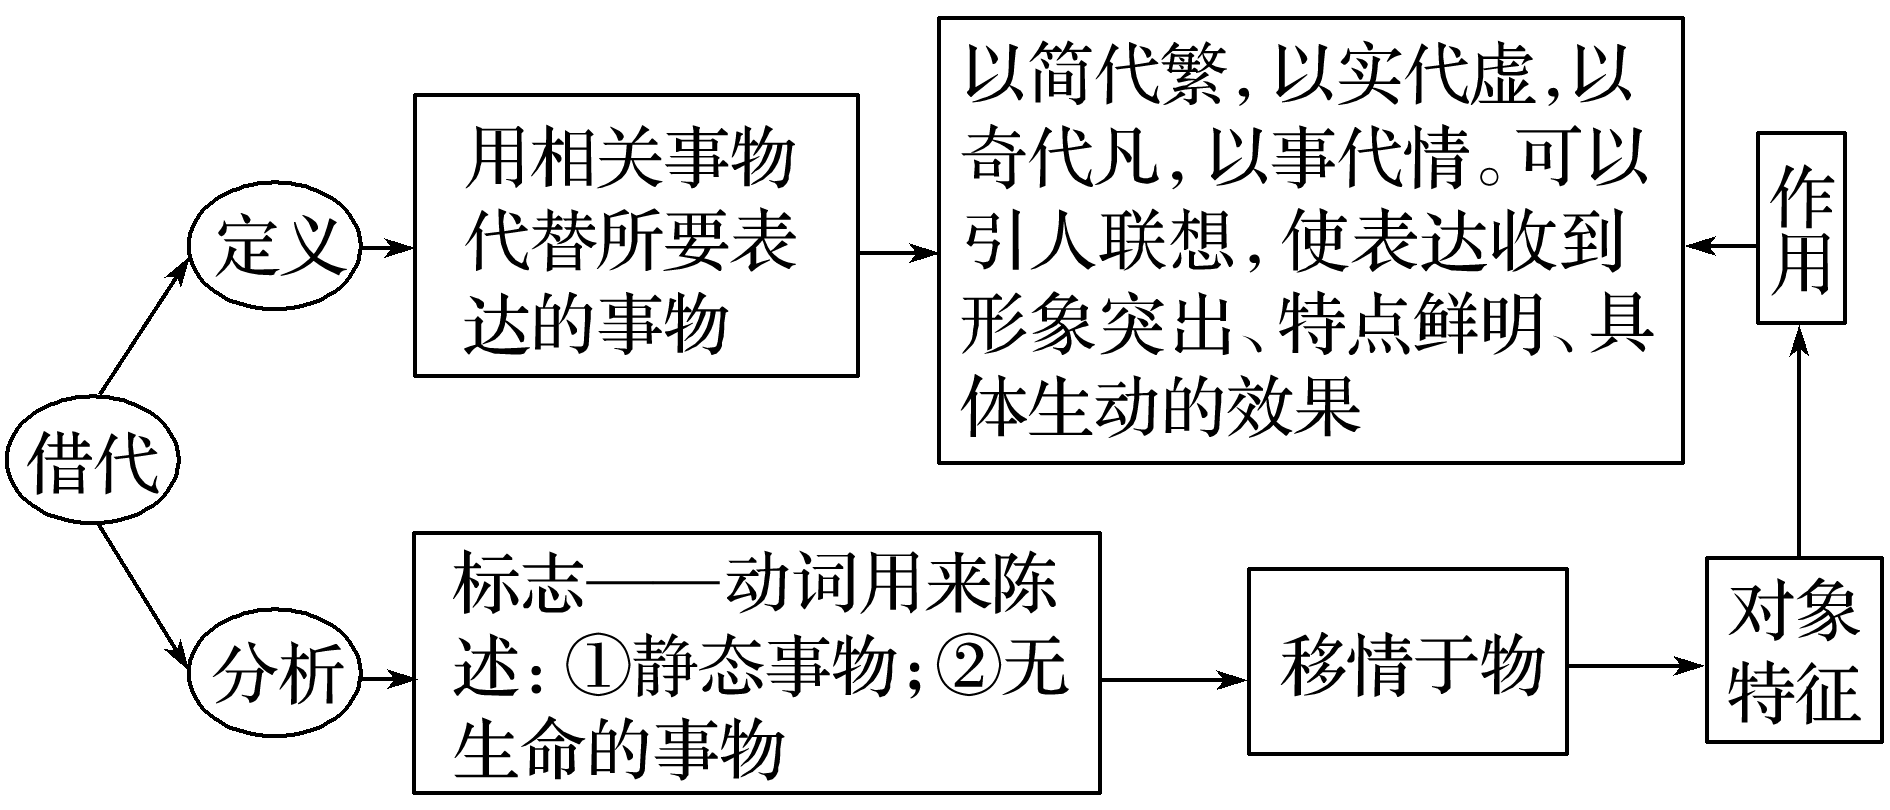 借代
定义
用相关事物
代替所要表
达的事物
以简代繁,以实代虚,以
奇代凡,以事代情。可以
引人联想,使表达收到
形象突出、特点鲜明、具
体生动的效果
作
用
分析
标志——动词用来陈
述:①静态事物;②无
生命的事物
移情于物
对象
特征